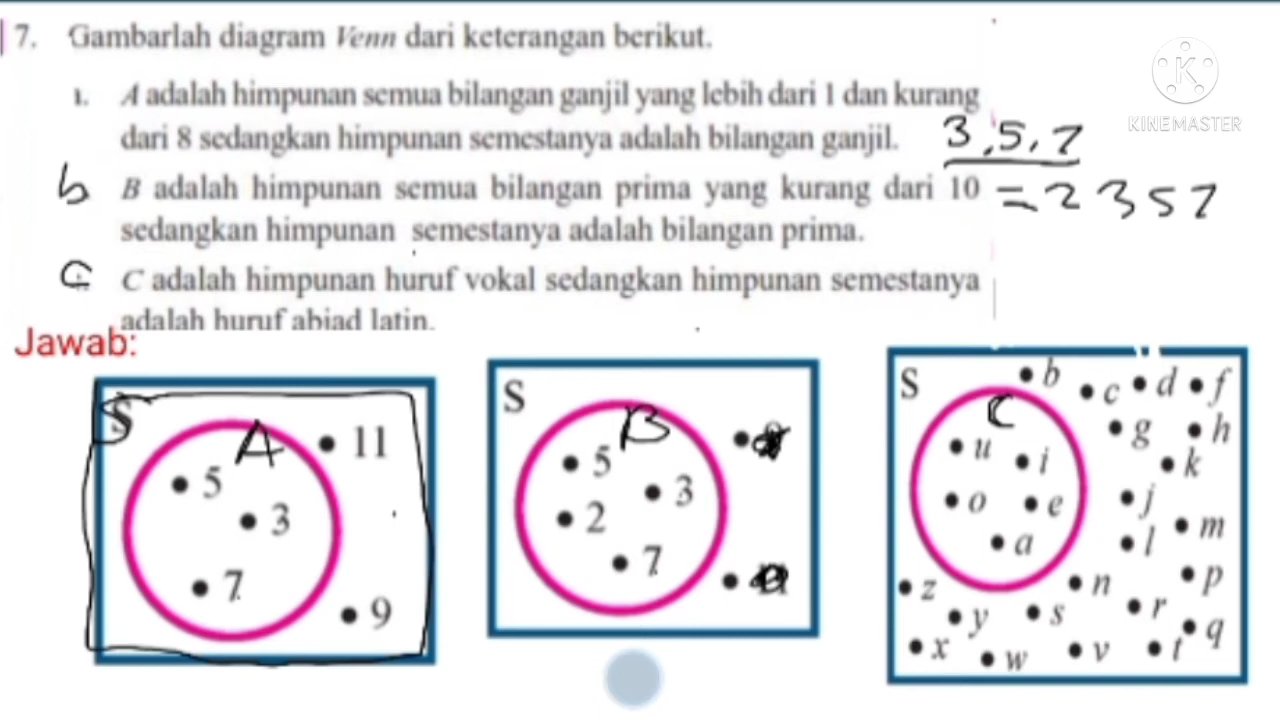 7. Gambarlah diagram Venn dari keterangan berikut.
1. A adalah himpunan semua bilangan ganjil yang lebih dari 1 dan kurang
dari 8 sedangkan himpunan semestanya adalah bilangan ganjil. 3,5,7
b B adalah himpunan semua bilangan prima yang kurang dari 10 = 2 3 5 7
sedangkan himpunan semestanya adalah bilangan prima.
C C adalah himpunan huruf vokal sedangkan himpunan semestanya
adalah huruf abjad latin.
KINEMASTER
Jawab:
S A
• 11
• 5
• 3
• 7
• 9
S B
• 5
• 3
• 2
• 7
S C
• b • c • d • f
• g • h
• u • i • k
• o • e • j
• a • l • m
• z • n • p
• y • s • r • q
• x • w • v • t